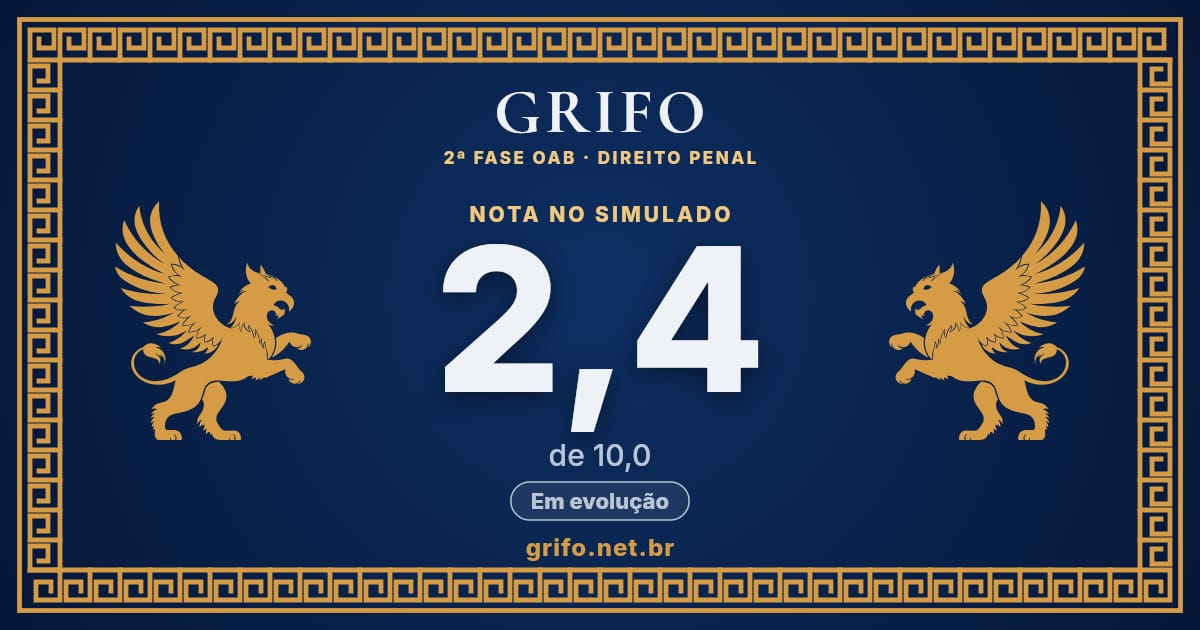 GRIFO
2ª FASE OAB · DIREITO PENAL
NOTA NO SIMULADO
2,4
de 10,0
Em evolução
grifo.net.br